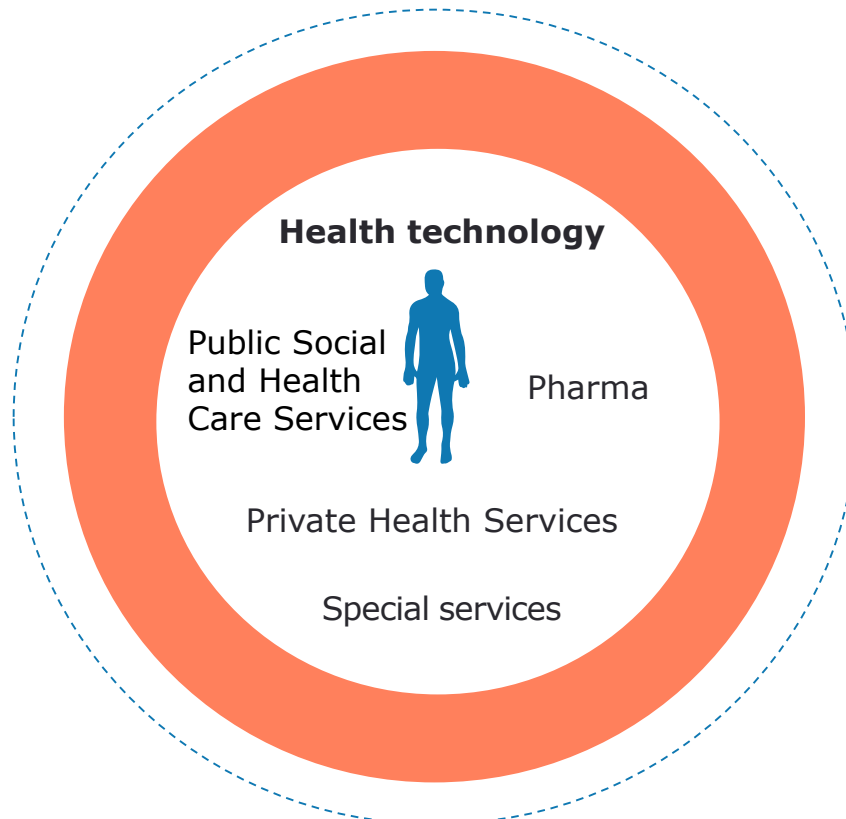 Health technology
Public Social
and Health
Care Services
Pharma
Private Health Services
Special services